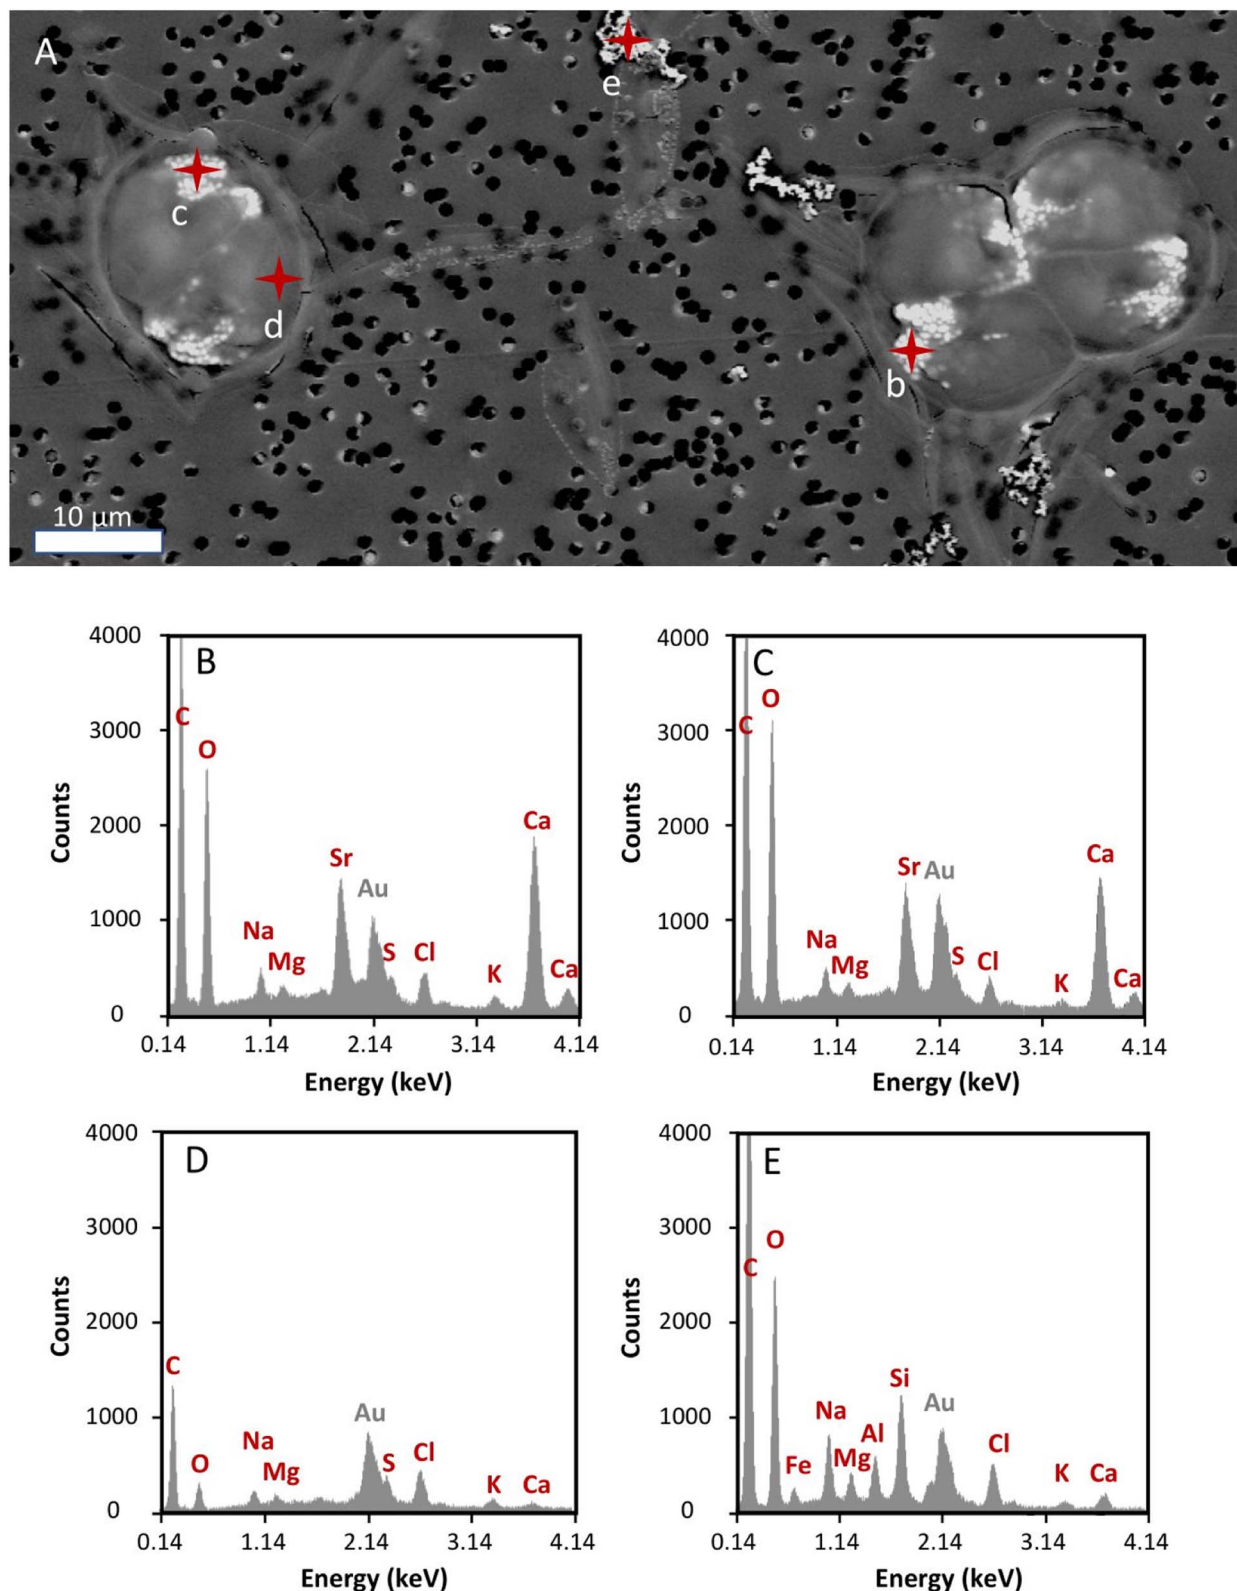 A
e
c
d
b
10 μm
B
4000
3000
2000
1000
0
Counts
C
O
Na
Mg
Sr
Au
S
Cl
K
Ca
Ca
0.14
1.14
2.14
3.14
4.14
Energy (keV)
C
4000
3000
2000
1000
0
Counts
C
O
Na
Mg
Sr
Au
S
Cl
K
Ca
Ca
0.14
1.14
2.14
3.14
4.14
Energy (keV)
D
4000
3000
2000
1000
0
Counts
C
O
Na
Mg
Au
S
Cl
K
Ca
0.14
1.14
2.14
3.14
4.14
Energy (keV)
E
4000
3000
2000
1000
0
Counts
C
O
Fe
Na
Mg
Al
Si
Au
Cl
K
Ca
0.14
1.14
2.14
3.14
4.14
Energy (keV)